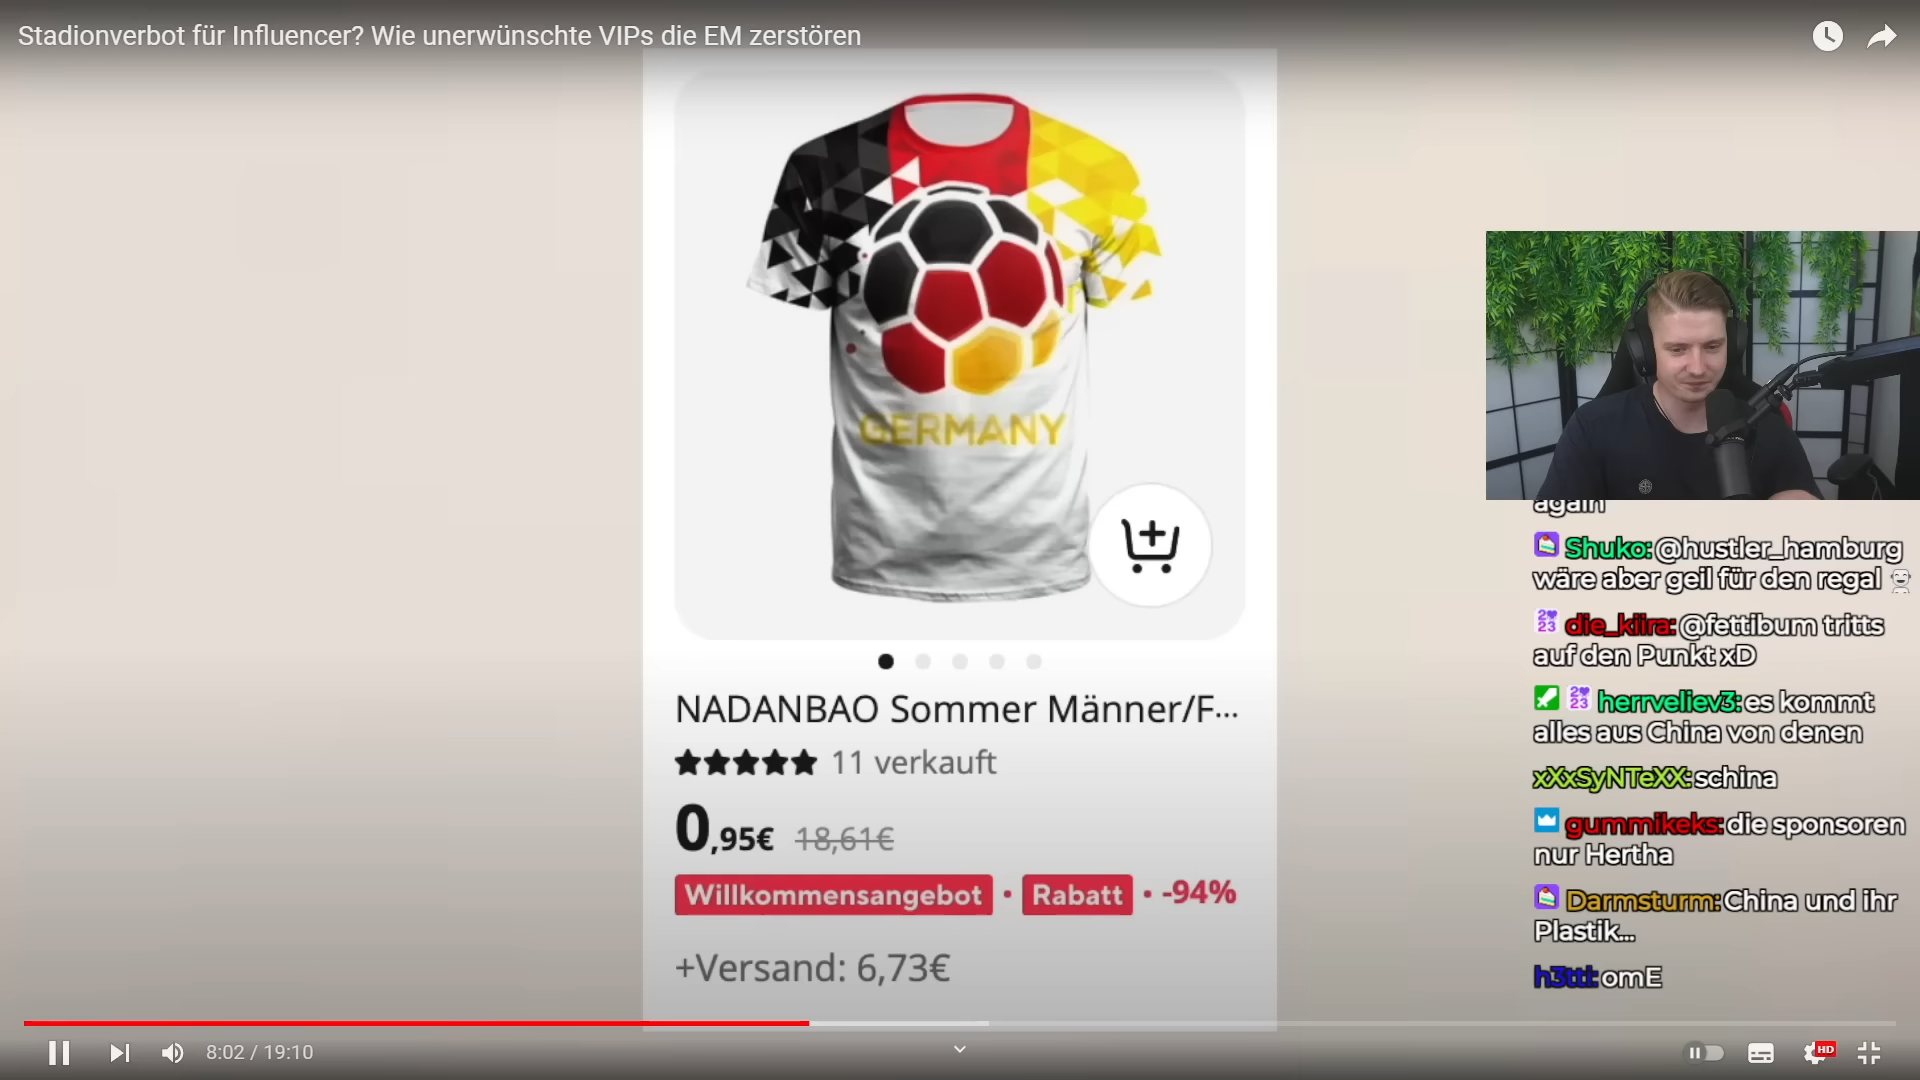 Stadionverbot für Influencer? Wie unerwünschte VIPs die EM zerstören
GERMANY
NADANBAO Sommer Männer/F...
11 verkauft
0,95€ 18,61€
Willkommensangebot • Rabatt • -94%
+Versand: 6,73€
again
Shuko: @hustler_hamburg
wäre aber geil für den regal
die_kiira: @fettibum tritts
auf den Punkt xD
herrveliev3: es kommt
alles aus China von denen
xXxSyNTeXX: schina
gummikeks: die sponsoren
nur Hertha
Darmsturm: China und ihr
Plastik...
h3ttl: omE
8:02 / 19:10
HD